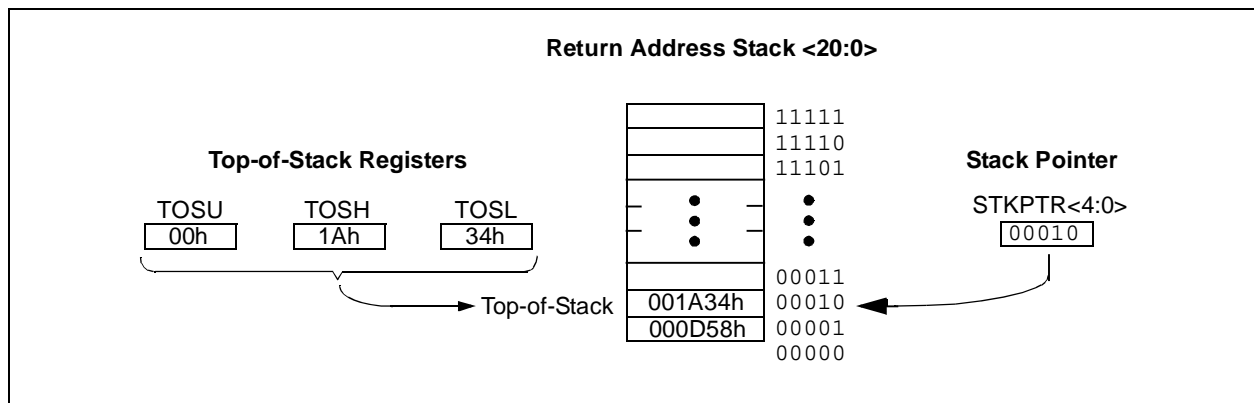 Return Address Stack <20:0>
11111
11110
11101
Top-of-Stack Registers
Stack Pointer
TOSU TOSH TOSL
00h 1Ah 34h
STKPTR<4:0>
00010
00011
Top-of-Stack 001A34h 00010
000D58h 00001
00000